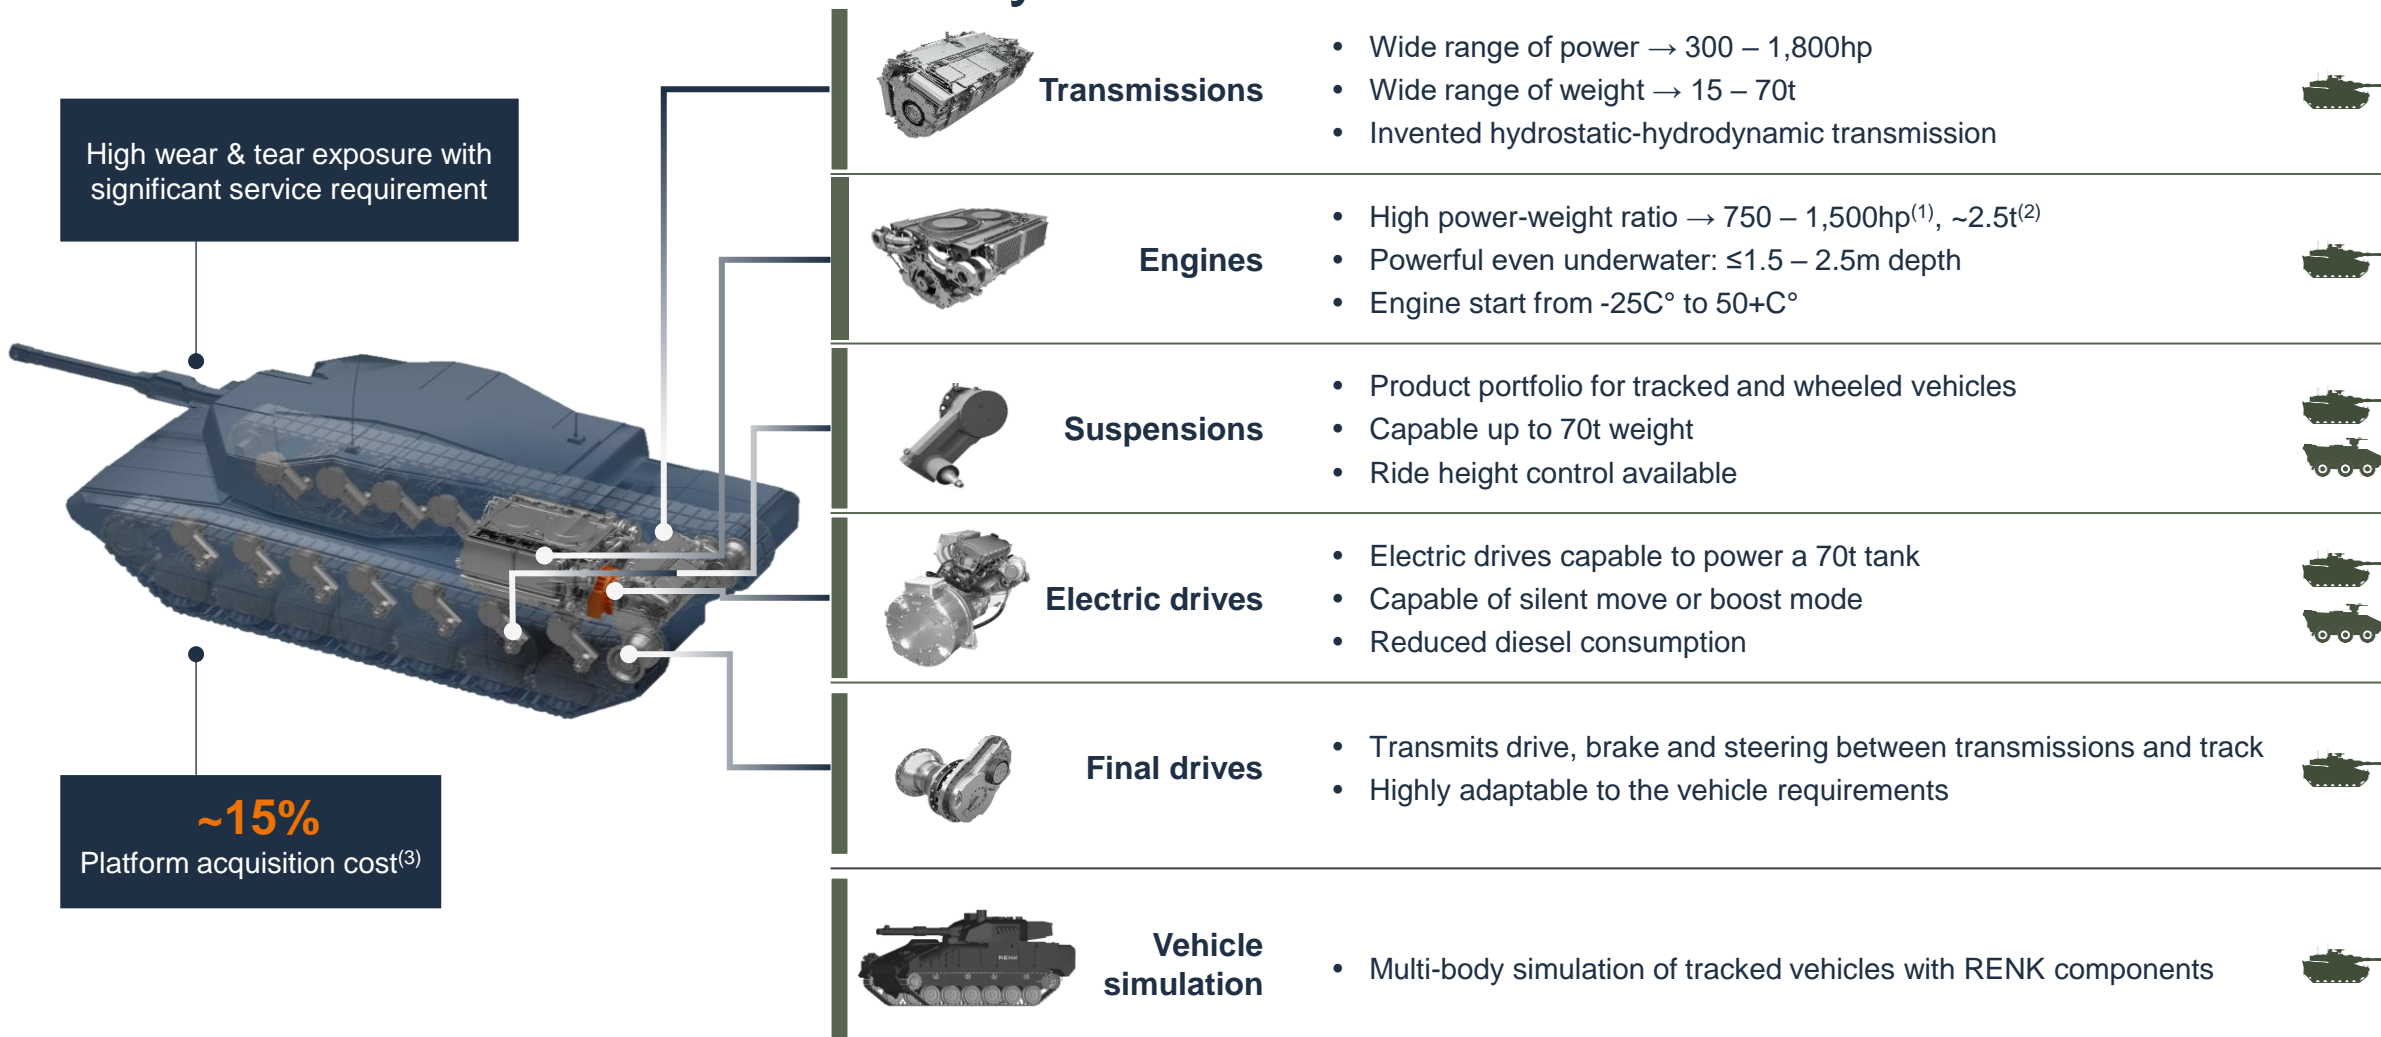 High wear & tear exposure with
significant service requirement
~15%
Platform acquisition cost(3)
Transmissions
• Wide range of power → 300 – 1,800hp
• Wide range of weight → 15 – 70t
• Invented hydrostatic-hydrodynamic transmission
Engines
• High power-weight ratio → 750 – 1,500hp(1), ~2.5t(2)
• Powerful even underwater: ≤1.5 – 2.5m depth
• Engine start from -25C° to 50+C°
Suspensions
• Product portfolio for tracked and wheeled vehicles
• Capable up to 70t weight
• Ride height control available
Electric drives
• Electric drives capable to power a 70t tank
• Capable of silent move or boost mode
• Reduced diesel consumption
Final drives
• Transmits drive, brake and steering between transmissions and track
• Highly adaptable to the vehicle requirements
RENK
Vehicle
simulation
• Multi-body simulation of tracked vehicles with RENK components